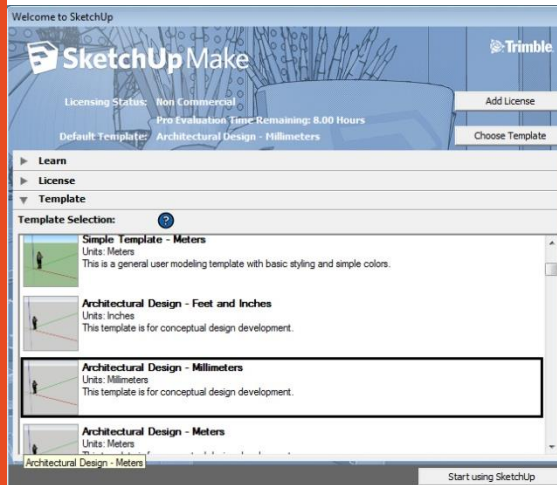 Welcome to SketchUp
SketchUp Make
Trimble
Licensing Status: Non Commercial
Add License
Pro Evaluation Time Remaining: 8.00 Hours
Default Template: Architectural Design - Millimeters
Choose Template
Learn
License
Template
Template Selection: ?
Simple Template - Meters
Units: Meters
This is a general user modeling template with basic styling and simple colors.
Architectural Design - Feet and Inches
Units: Inches
This template is for conceptual design development.
Architectural Design - Millimeters
Units: Millimeters
This template is for conceptual design development.
Architectural Design - Meters
Units: Meters
Architectural Design - Meters
Start using SketchUp